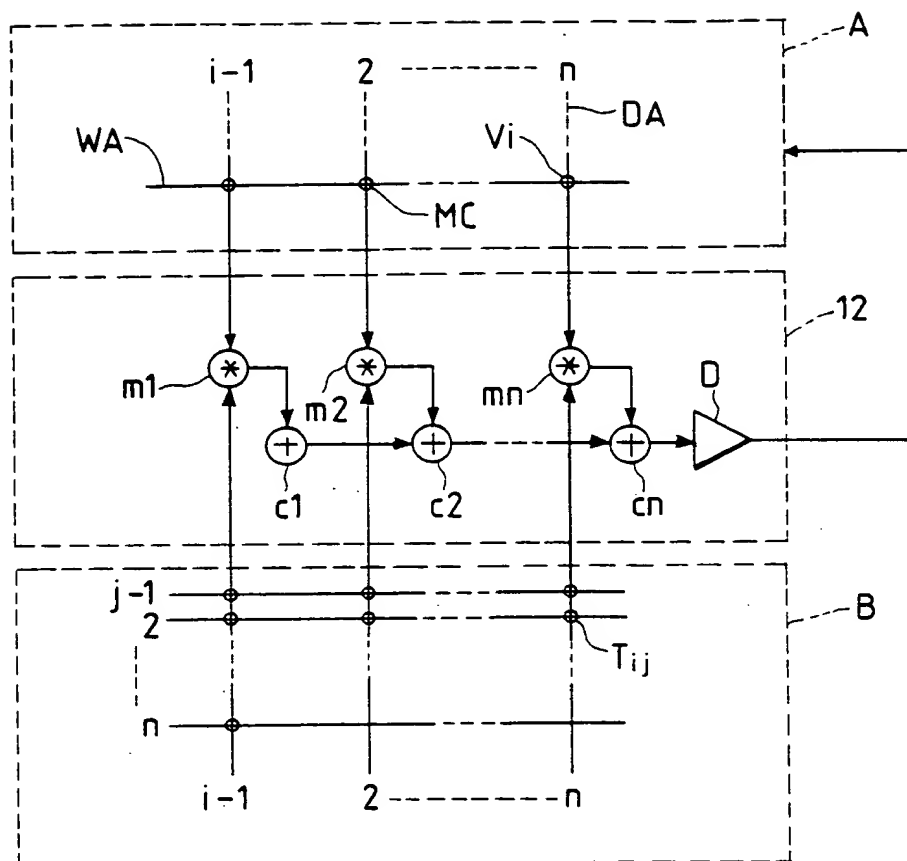 A
i-1 2 n
DA
WA
Vi
MC
12
m1 * m2 * mn * D
+ + +
c1 c2 cn
j-1
B
2
Tij
n
i-1 2 n